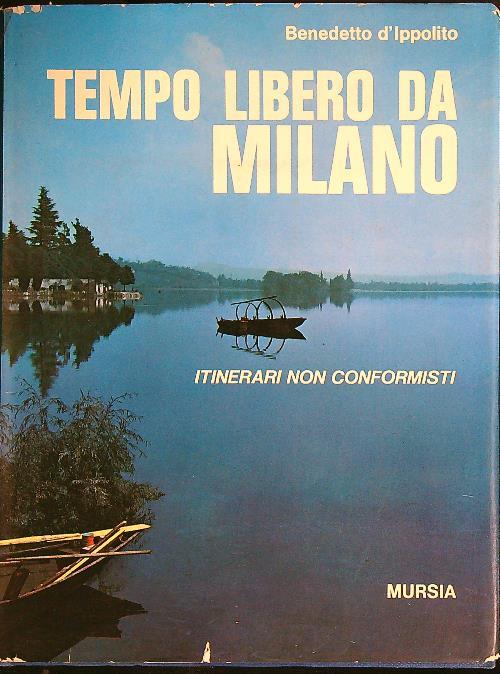 Benedetto d'Ippolito
TEMPO LIBERO DA
MILANO
ITINERARI NON CONFORMISTI
MURSIA